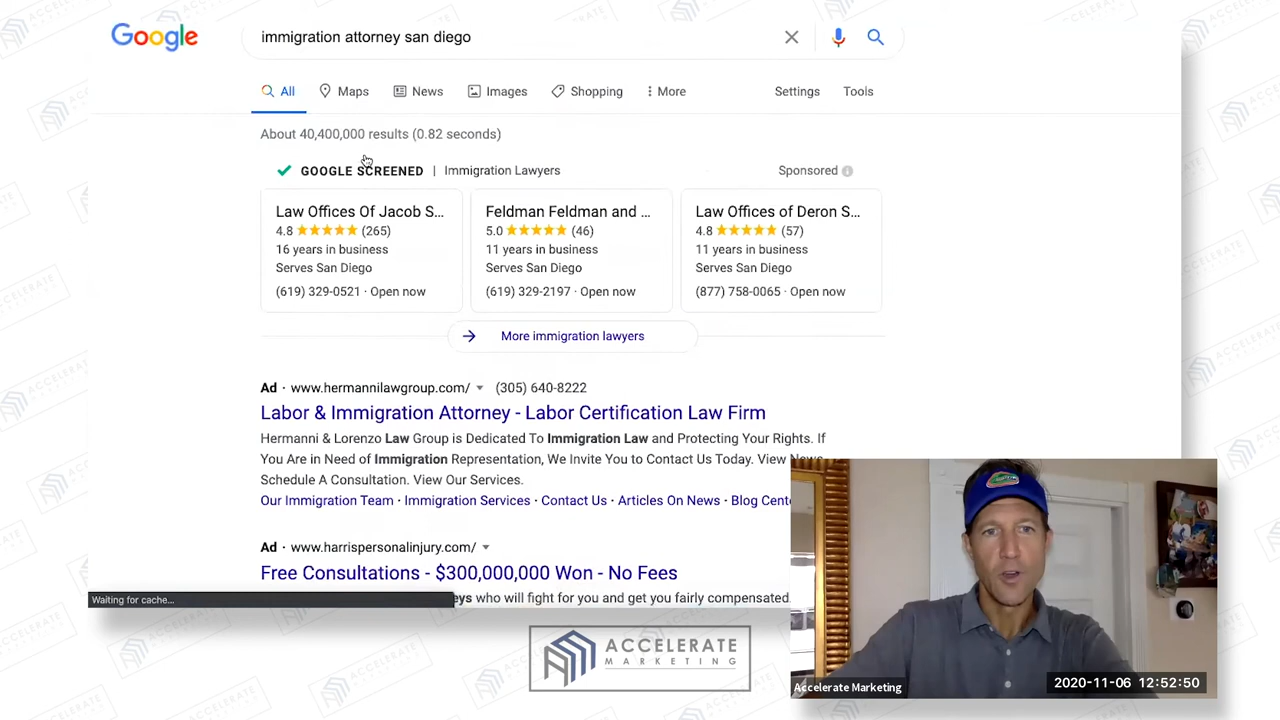 Google
immigration attorney san diego
All
Maps
News
Images
Shopping
More
Settings
Tools
About 40,400,000 results (0.82 seconds)
GOOGLE SCREENED | Immigration Lawyers
Sponsored
Law Offices Of Jacob S...
4.8 (265)
16 years in business
Serves San Diego
(619) 329-0521 · Open now
Feldman Feldman and ...
5.0 (46)
11 years in business
Serves San Diego
(619) 329-2197 · Open now
Law Offices of Deron S...
4.8 (57)
11 years in business
Serves San Diego
(877) 758-0065 · Open now
More immigration lawyers
Ad · www.hermannilawgroup.com/ (305) 640-8222
Labor & Immigration Attorney - Labor Certification Law Firm
Hermanni & Lorenzo Law Group is Dedicated To Immigration Law and Protecting Your Rights. If
You Are in Need of Immigration Representation, We Invite You to Contact Us Today. View News.
Schedule A Consultation. View Our Services.
Our Immigration Team · Immigration Services · Contact Us · Articles On News · Blog Cent
Ad · www.harrispersonalinjury.com/
Free Consultations - $300,000,000 Won - No Fees
eys who will fight for you and get you fairly compensated.
Waiting for cache...
ACCELERATE
MARKETING
Accelerate Marketing
2020-11-06 12:52:50